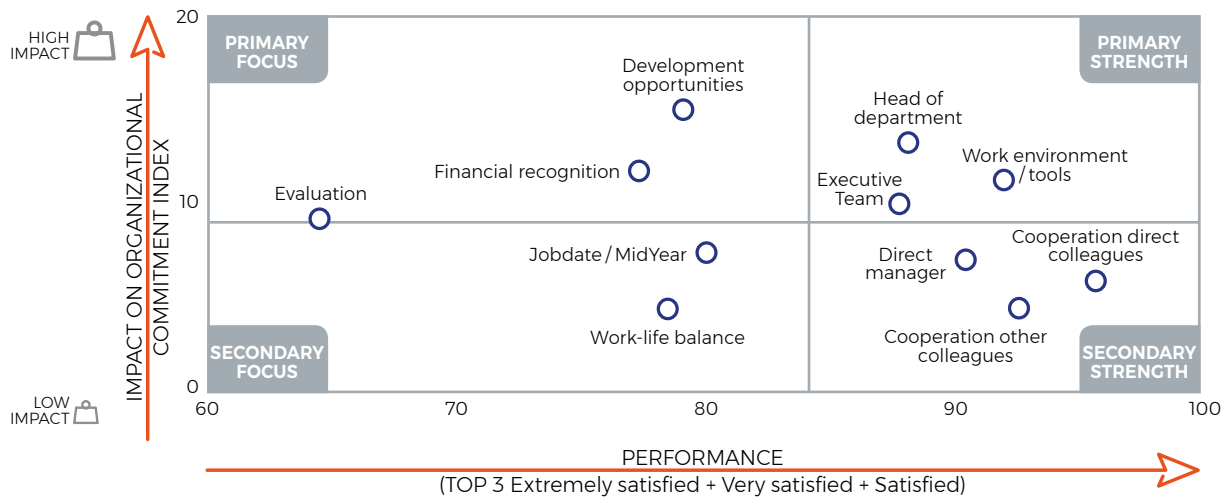 HIGH
IMPACT
IMPACT ON ORGANIZATIONAL
COMMITMENT INDEX
LOW
IMPACT
20
10
0
PRIMARY
FOCUS
PRIMARY
STRENGTH
Development
opportunities
Head of
department
Financial recognition
Work environment
/ tools
Evaluation
Executive
Team
Jobdate / MidYear
Direct
manager
Cooperation direct
colleagues
Work-life balance
Cooperation other
colleagues
SECONDARY
FOCUS
SECONDARY
STRENGTH
60
70
80
90
100
PERFORMANCE
(TOP 3 Extremely satisfied + Very satisfied + Satisfied)